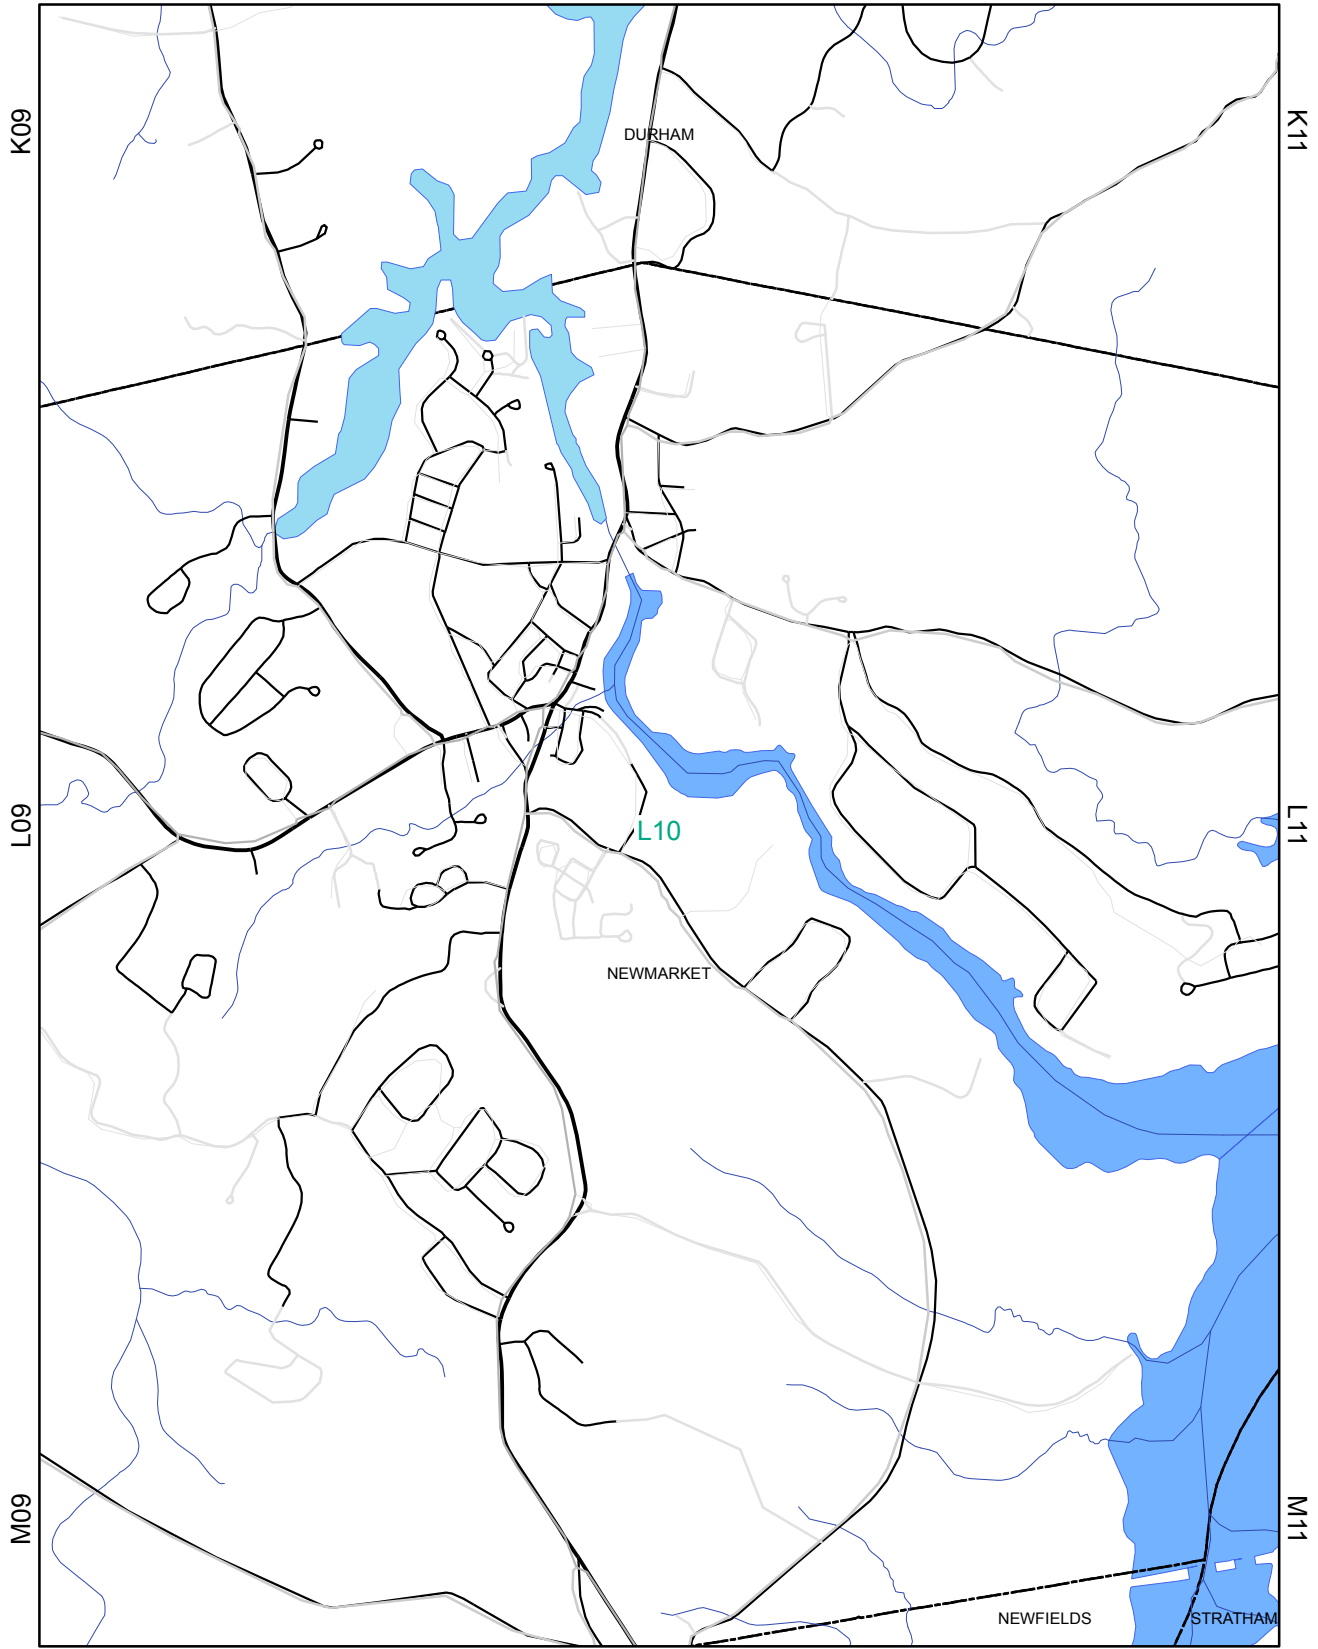 K09
K11
DURHAM
L09
L10
L11
NEWMARKET
M09
M11
NEWFIELDS
STRATHAM